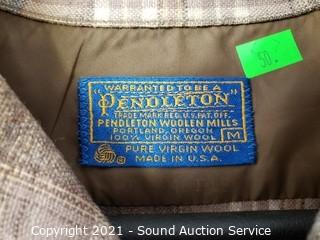 50.
"WARRANTED TO BE A
PENDLETON"
TRADE MARK REG. U.S. PAT. OFF.
PENDLETON WOOLEN MILLS
PORTLAND, OREGON
100% VIRGIN WOOL M
PURE VIRGIN WOOL
MADE IN U.S.A.
Copyright 2021 - Sound Auction Service